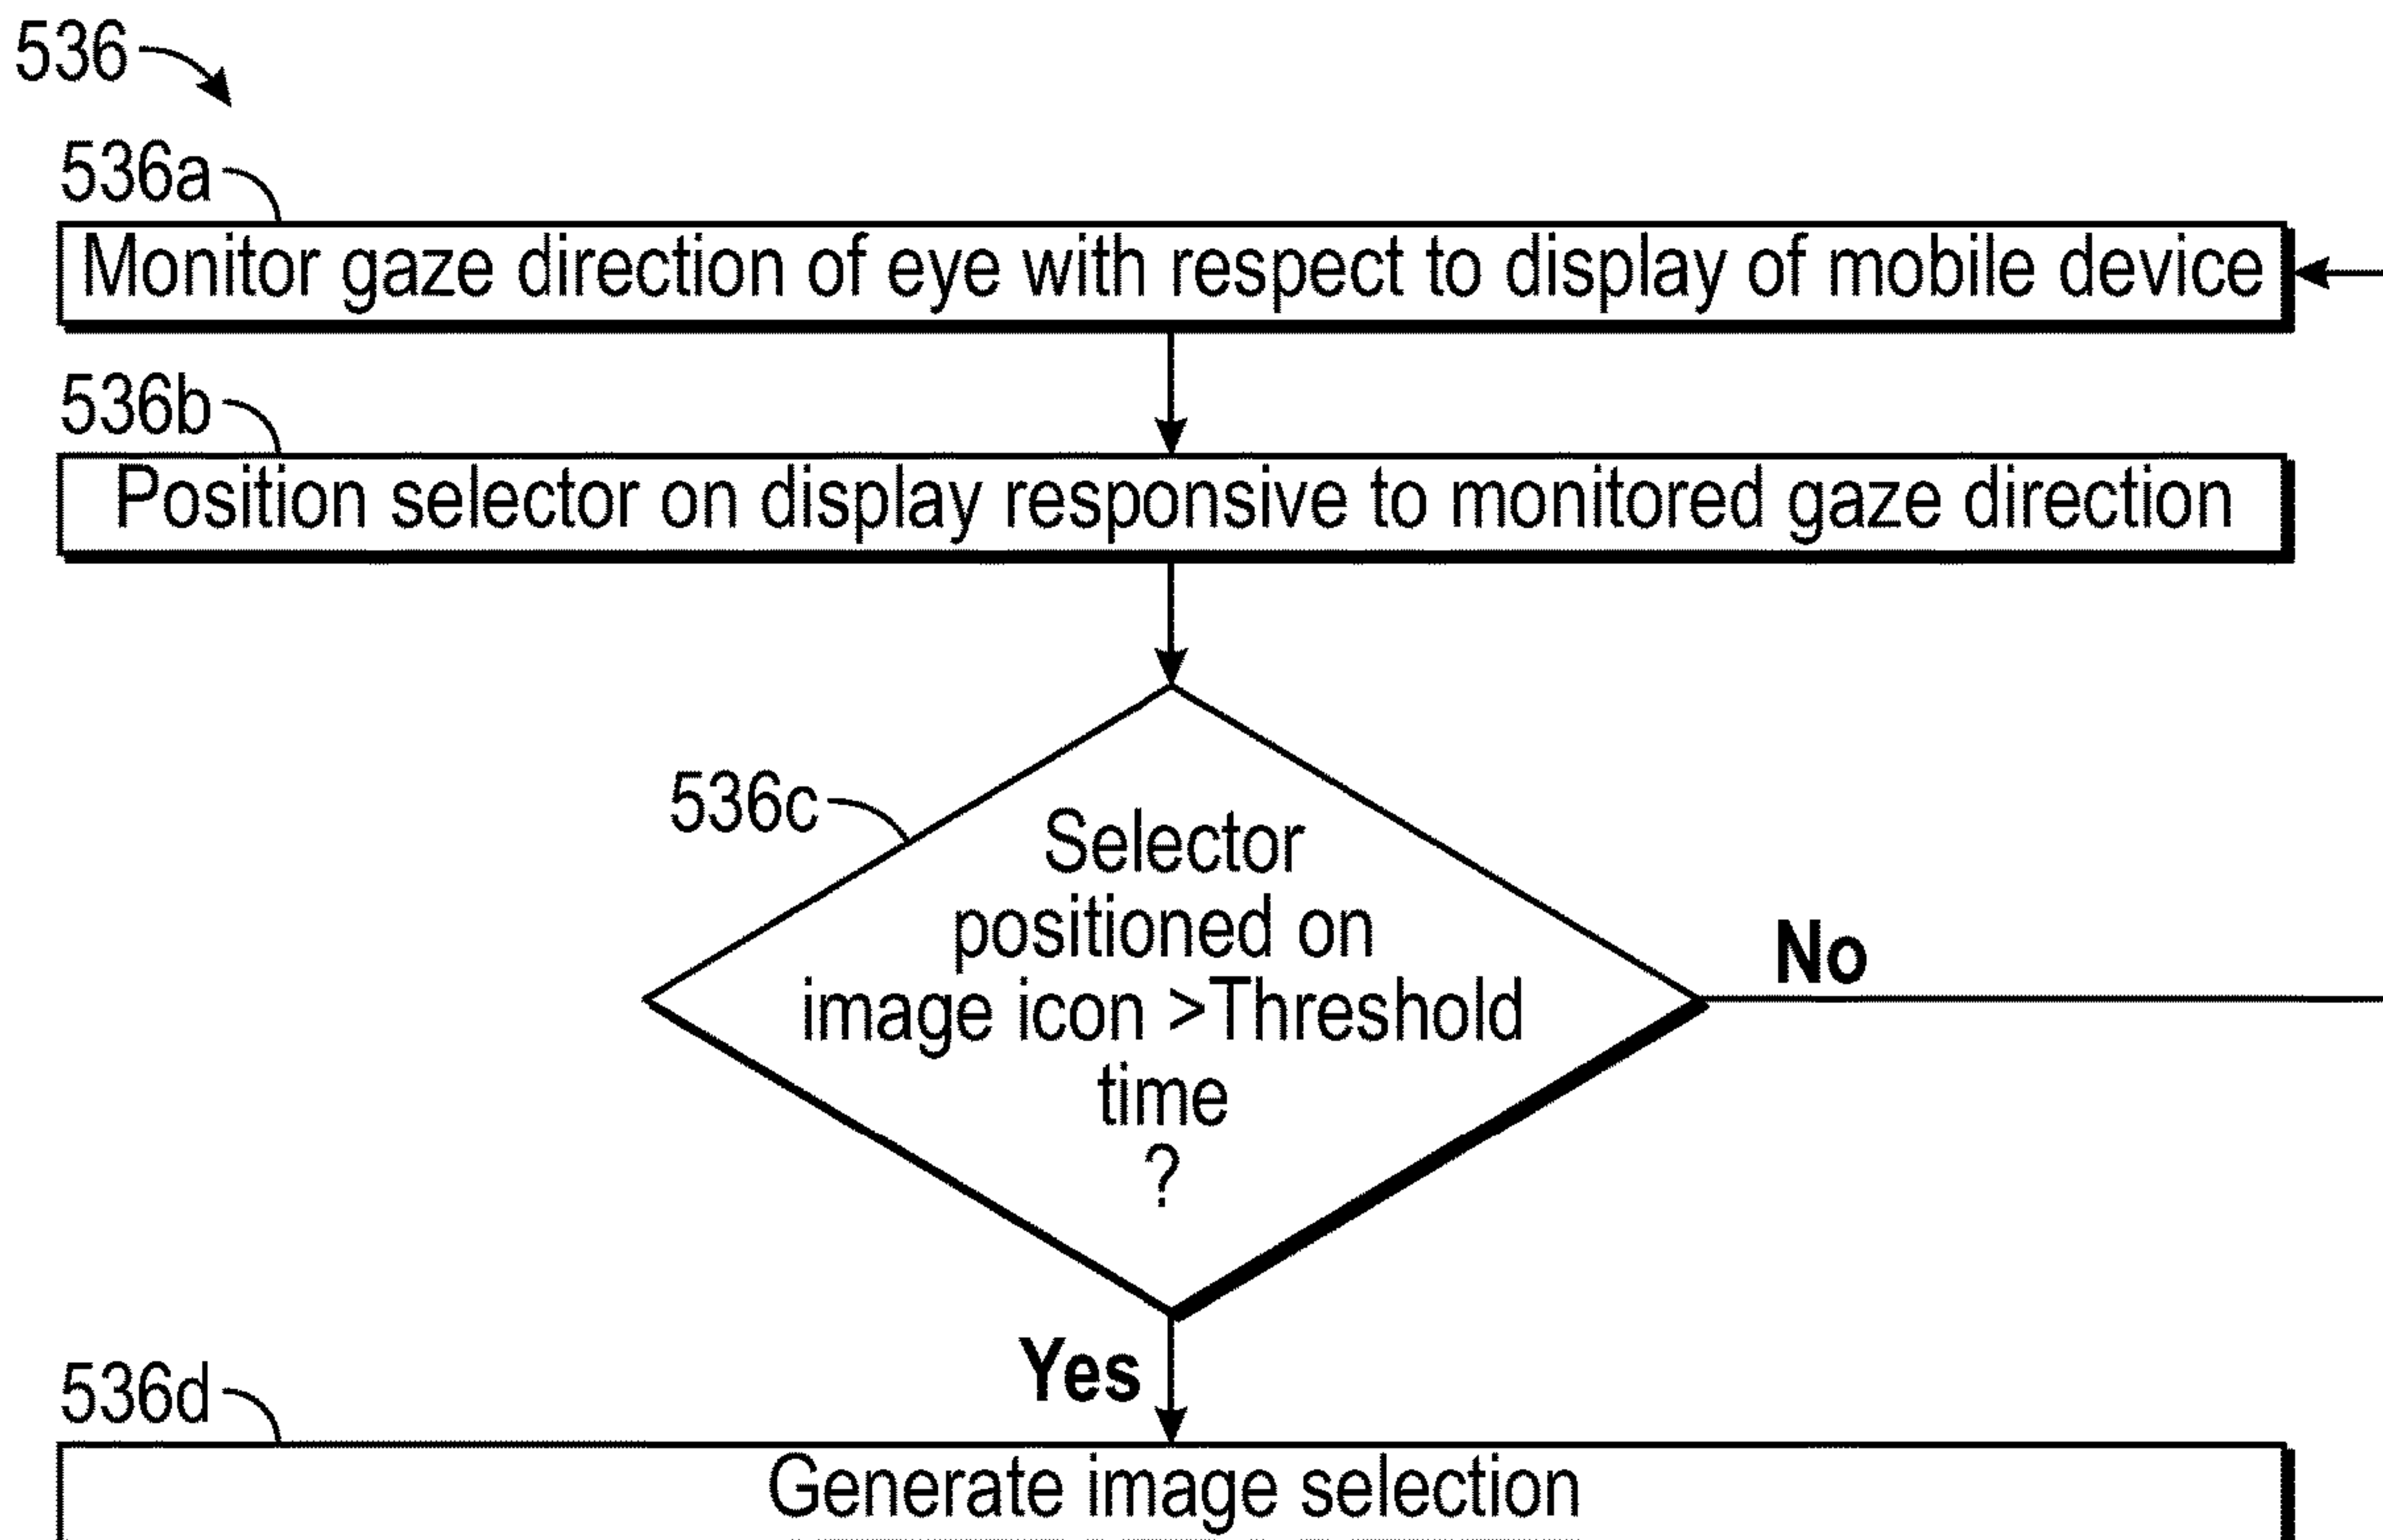 536
536a
Monitor gaze direction of eye with respect to display of mobile device
536b
Position selector on display responsive to monitored gaze direction
536c
Selector
positioned on
image icon >Threshold
time
?
No
Yes
536d
Generate image selection